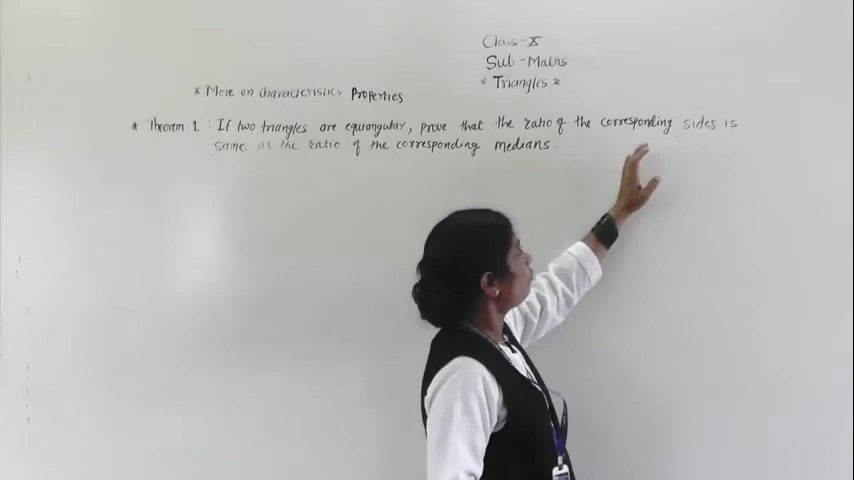 Class-X
Sub-Maths
* Triangles *
* More on characteristics Properties
* Theorem 1 : If two triangles are equiangular, prove that the ratio of the corresponding sides is
same as the ratio of the corresponding medians.